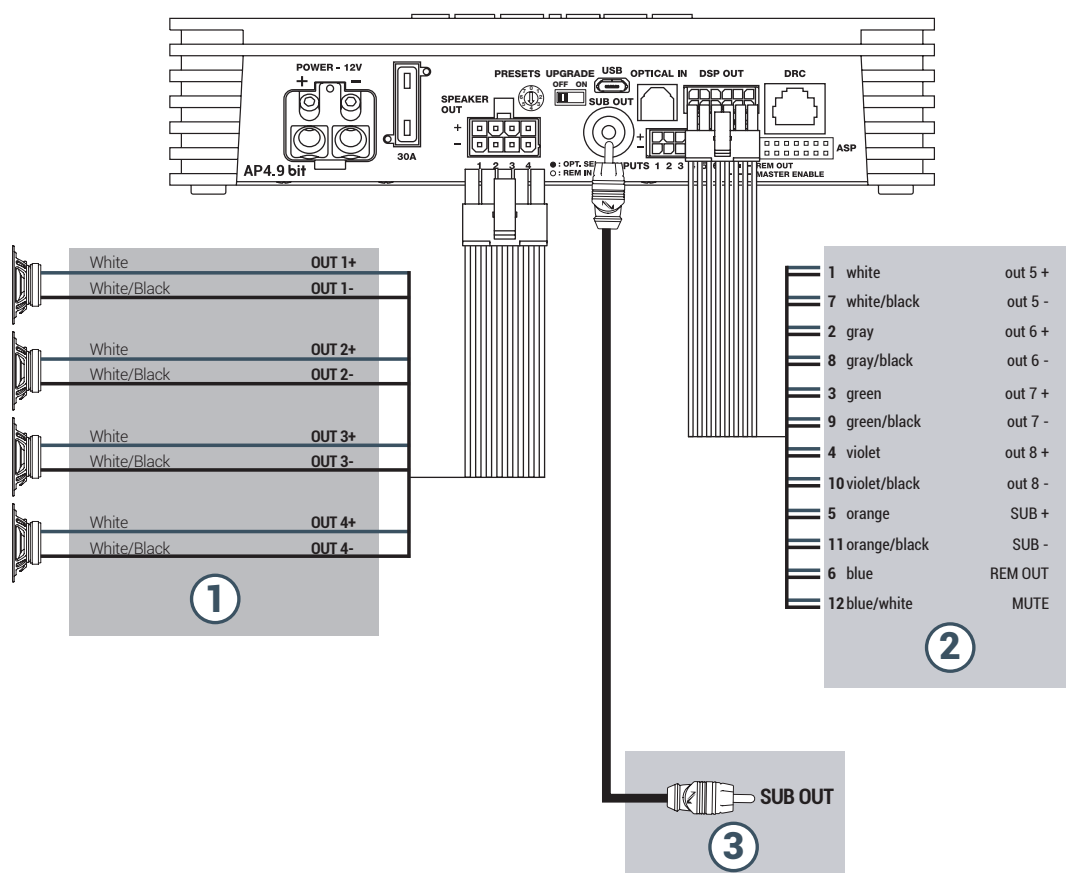 POWER - 12V
+ -
30A
AP4.9 bit
SPEAKER
OUT
+
-
1 2 3 4
PRESETS
UPGRADE
OFF ON
USB
SUB OUT
OPTICAL IN
DSP OUT
DRC
ASP
+
-
● : OPT. SE
○ : REM IN
PUTS 1 2 3
REM OUT
MASTER ENABLE
White OUT 1+
White/Black OUT 1-
White OUT 2+
White/Black OUT 2-
White OUT 3+
White/Black OUT 3-
White OUT 4+
White/Black OUT 4-
1
1 white out 5 +
7 white/black out 5 -
2 gray out 6 +
8 gray/black out 6 -
3 green out 7 +
9 green/black out 7 -
4 violet out 8 +
10 violet/black out 8 -
5 orange SUB +
11 orange/black SUB -
6 blue REM OUT
12 blue/white MUTE
2
SUB OUT
3